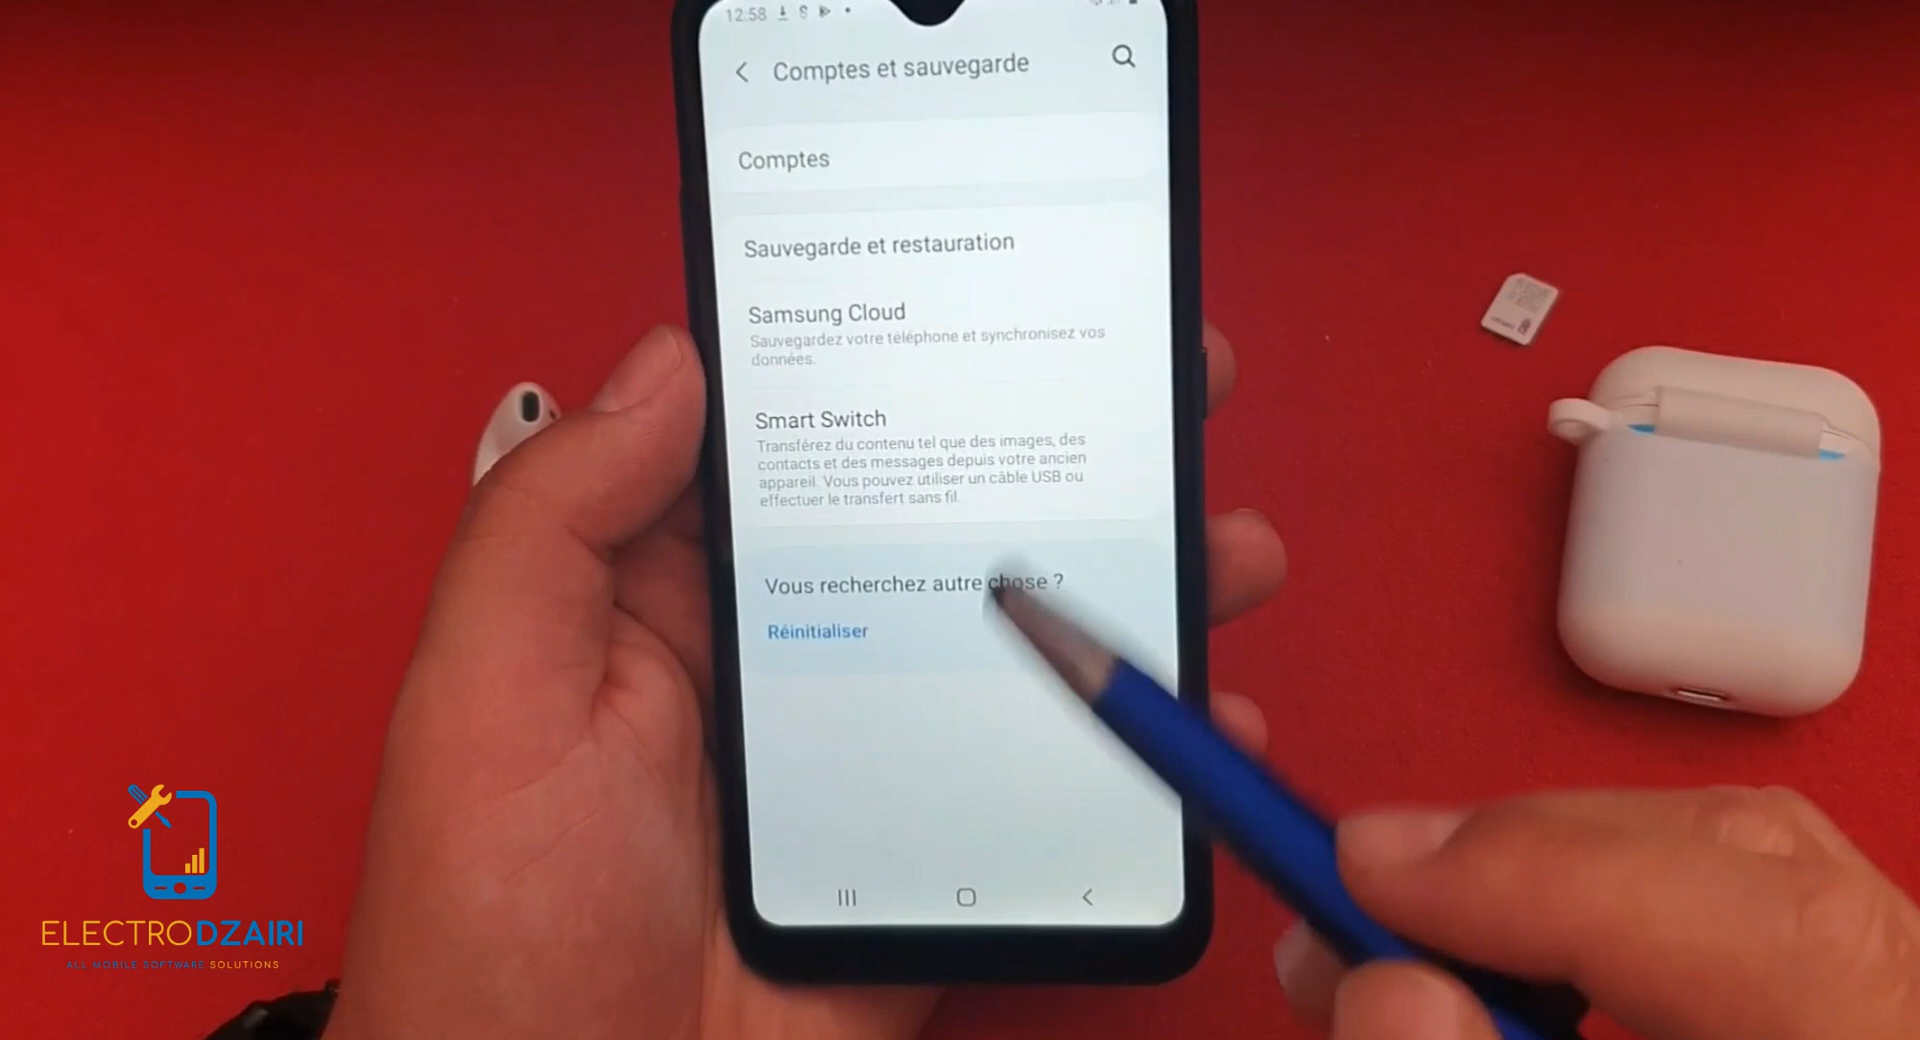 12:58
Comptes et sauvegarde
Comptes
Sauvegarde et restauration
Samsung Cloud
Sauvegardez votre téléphone et synchronisez vos
données.
Smart Switch
Transférez du contenu tel que des images, des
contacts et des messages depuis votre ancien
appareil. Vous pouvez utiliser un câble USB ou
effectuer le transfert sans fil.
Vous recherchez autre chose ?
Réinitialiser
ELECTRODZAIRI
ALL MOBILE SOFTWARE SOLUTIONS